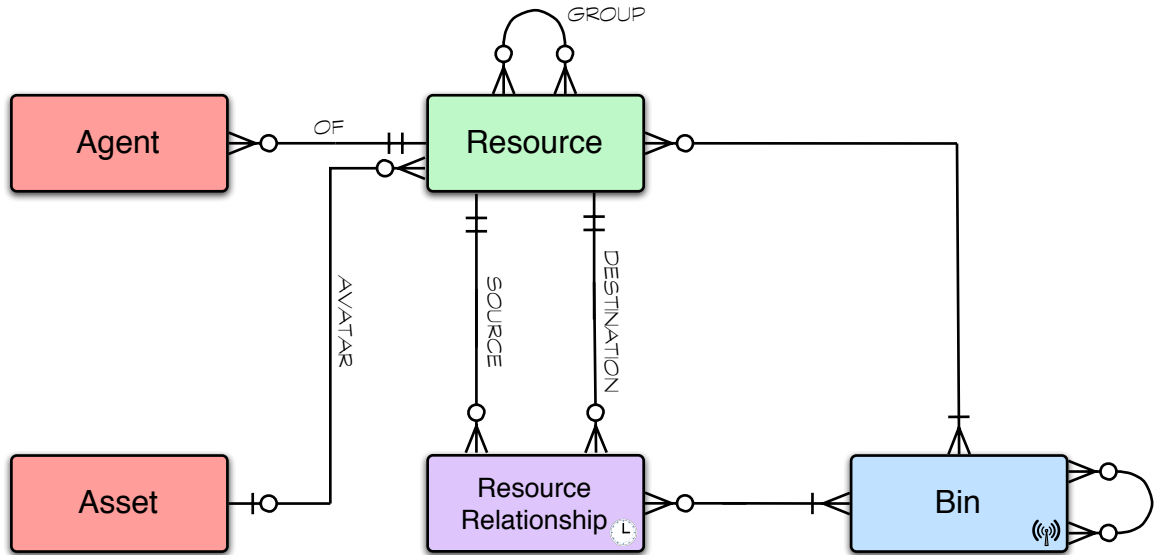 GROUP
Agent
OF
Resource
AVATAR
SOURCE
DESTINATION
Asset
Resource
Relationship
Bin